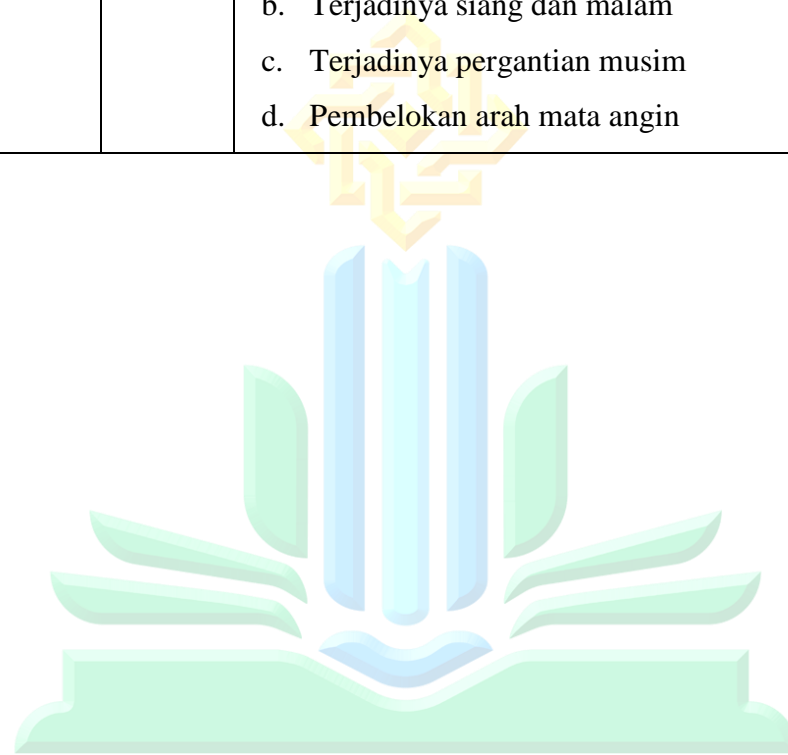 b. Terjadinya siang dan malam
c. Terjadinya pergantian musim
d. Pembelokan arah mata angin